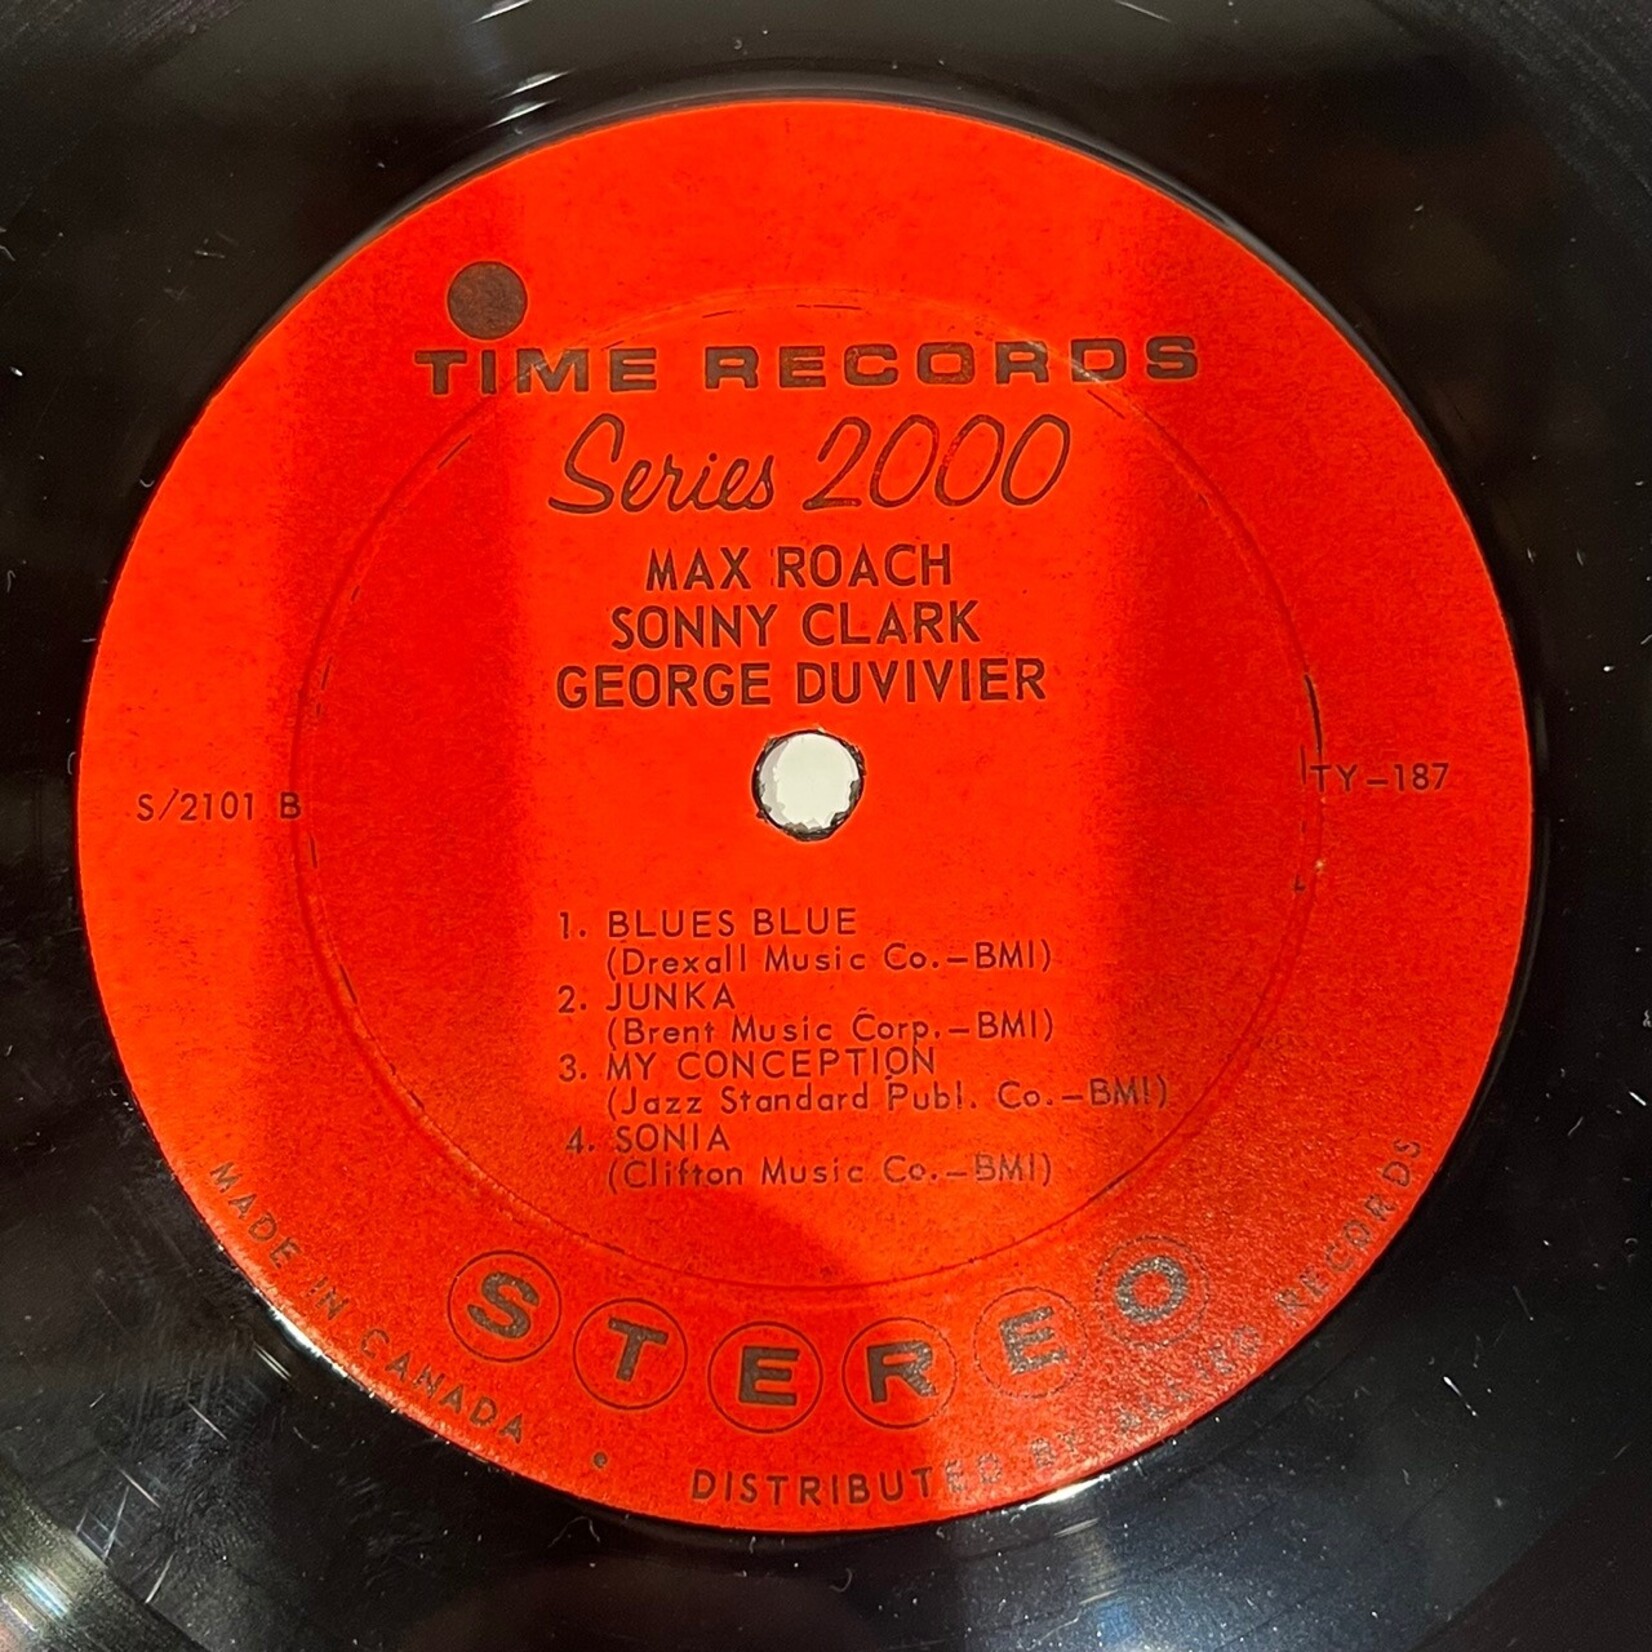 TIME RECORDS
Series 2000
MAX ROACH
SONNY CLARK
GEORGE DUVIVIER
S/2101 B
TY-187
1. BLUES BLUE
(Drexall Music Co.-BMI)
2. JUNKA
(Brent Music Corp.-BMI)
3. MY CONCEPTION
(Jazz Standard Publ. Co.-BMI)
4. SONIA
(Clifton Music Co.-BMI)
STEREO
MADE IN CANADA • DISTRIBUTED BY RECORDS